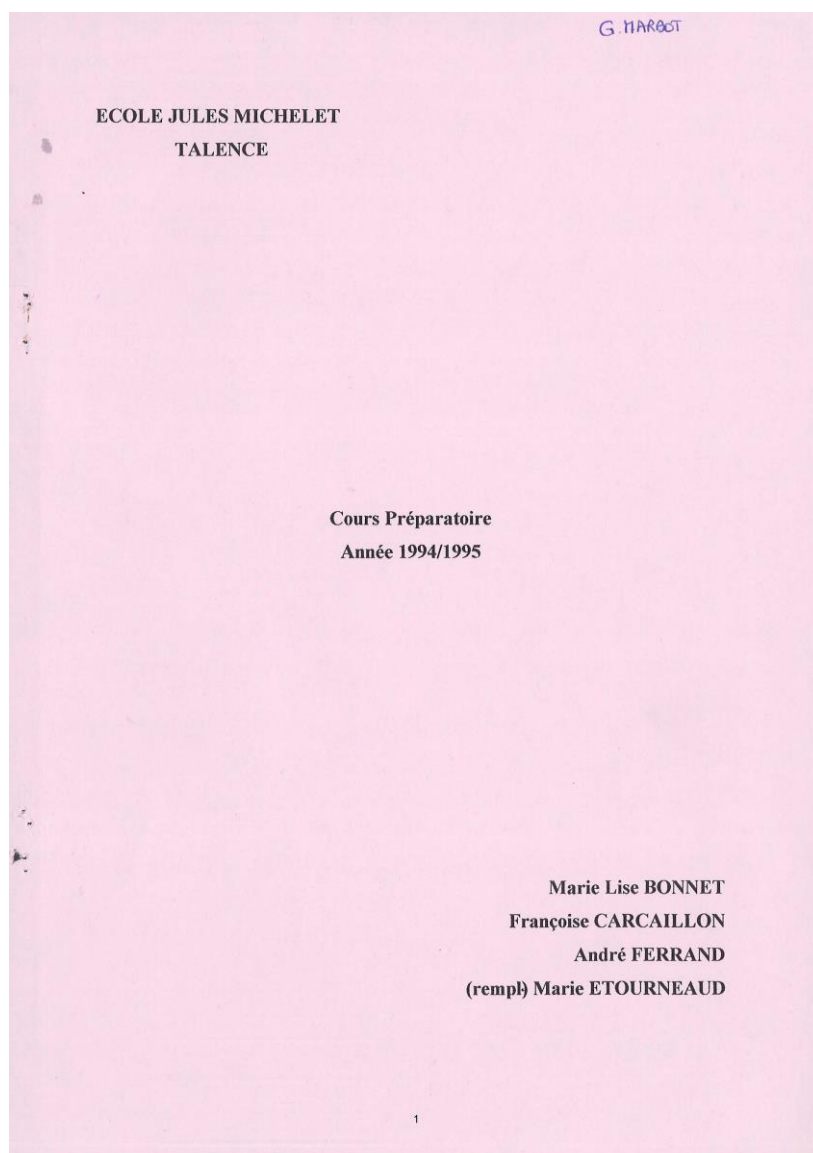 G. MARBOT
ECOLE JULES MICHELET
TALENCE
Cours Préparatoire
Année 1994/1995
Marie Lise BONNET
Françoise CARCAILLON
André FERRAND
(rempl) Marie ETOURNEAUD
1